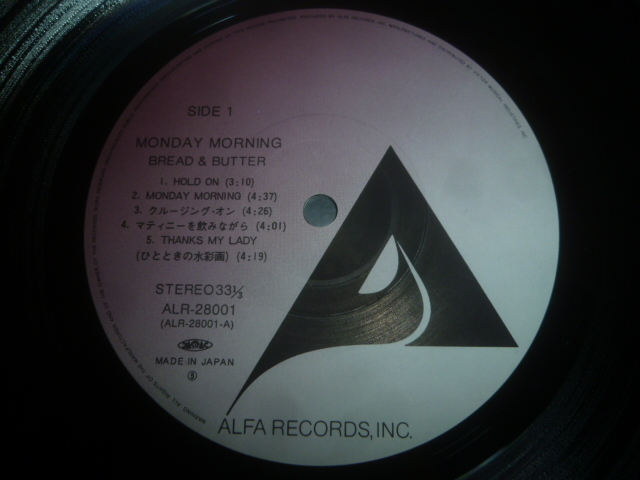 SIDE 1
MONDAY MORNING
BREAD & BUTTER
1. HOLD ON (3:10)
2. MONDAY MORNING (4:37)
3. クルージング・オン (4:26)
4. マティニーを飲みながら (4:01)
5. THANKS MY LADY
(ひとときの水彩画) (4:19)
STEREO 33⅓
ALR-28001
(ALR-28001-A)
MADE IN JAPAN
⑤
ALFA RECORDS, INC.